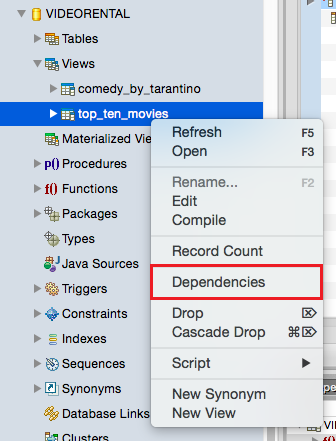 VIDEORENTAL
Tables
Views
comedy_by_tarantino
top_ten_movies
Materialized Vie
p() Procedures
f() Functions
Packages
Types
Java Sources
Triggers
Constraints
Indexes
Sequences
Synonyms
Database Links
Clusters
Refresh F5
Open F3
Rename... F2
Edit
Compile
Record Count
Dependencies
Drop ⌦
Cascade Drop ⌘⌦
Script
New Synonym
New View